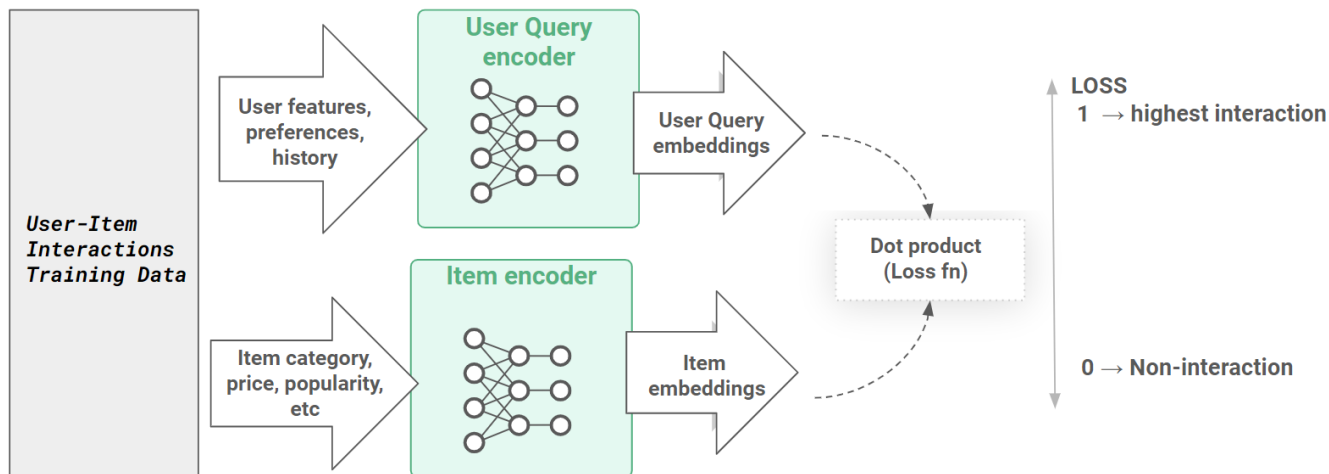 User-Item
Interactions
Training Data
User features,
preferences,
history
User Query
encoder
User Query
embeddings
Item category,
price, popularity,
etc
Item encoder
Item
embeddings
Dot product
(Loss fn)
LOSS
1 → highest interaction
0 → Non-interaction